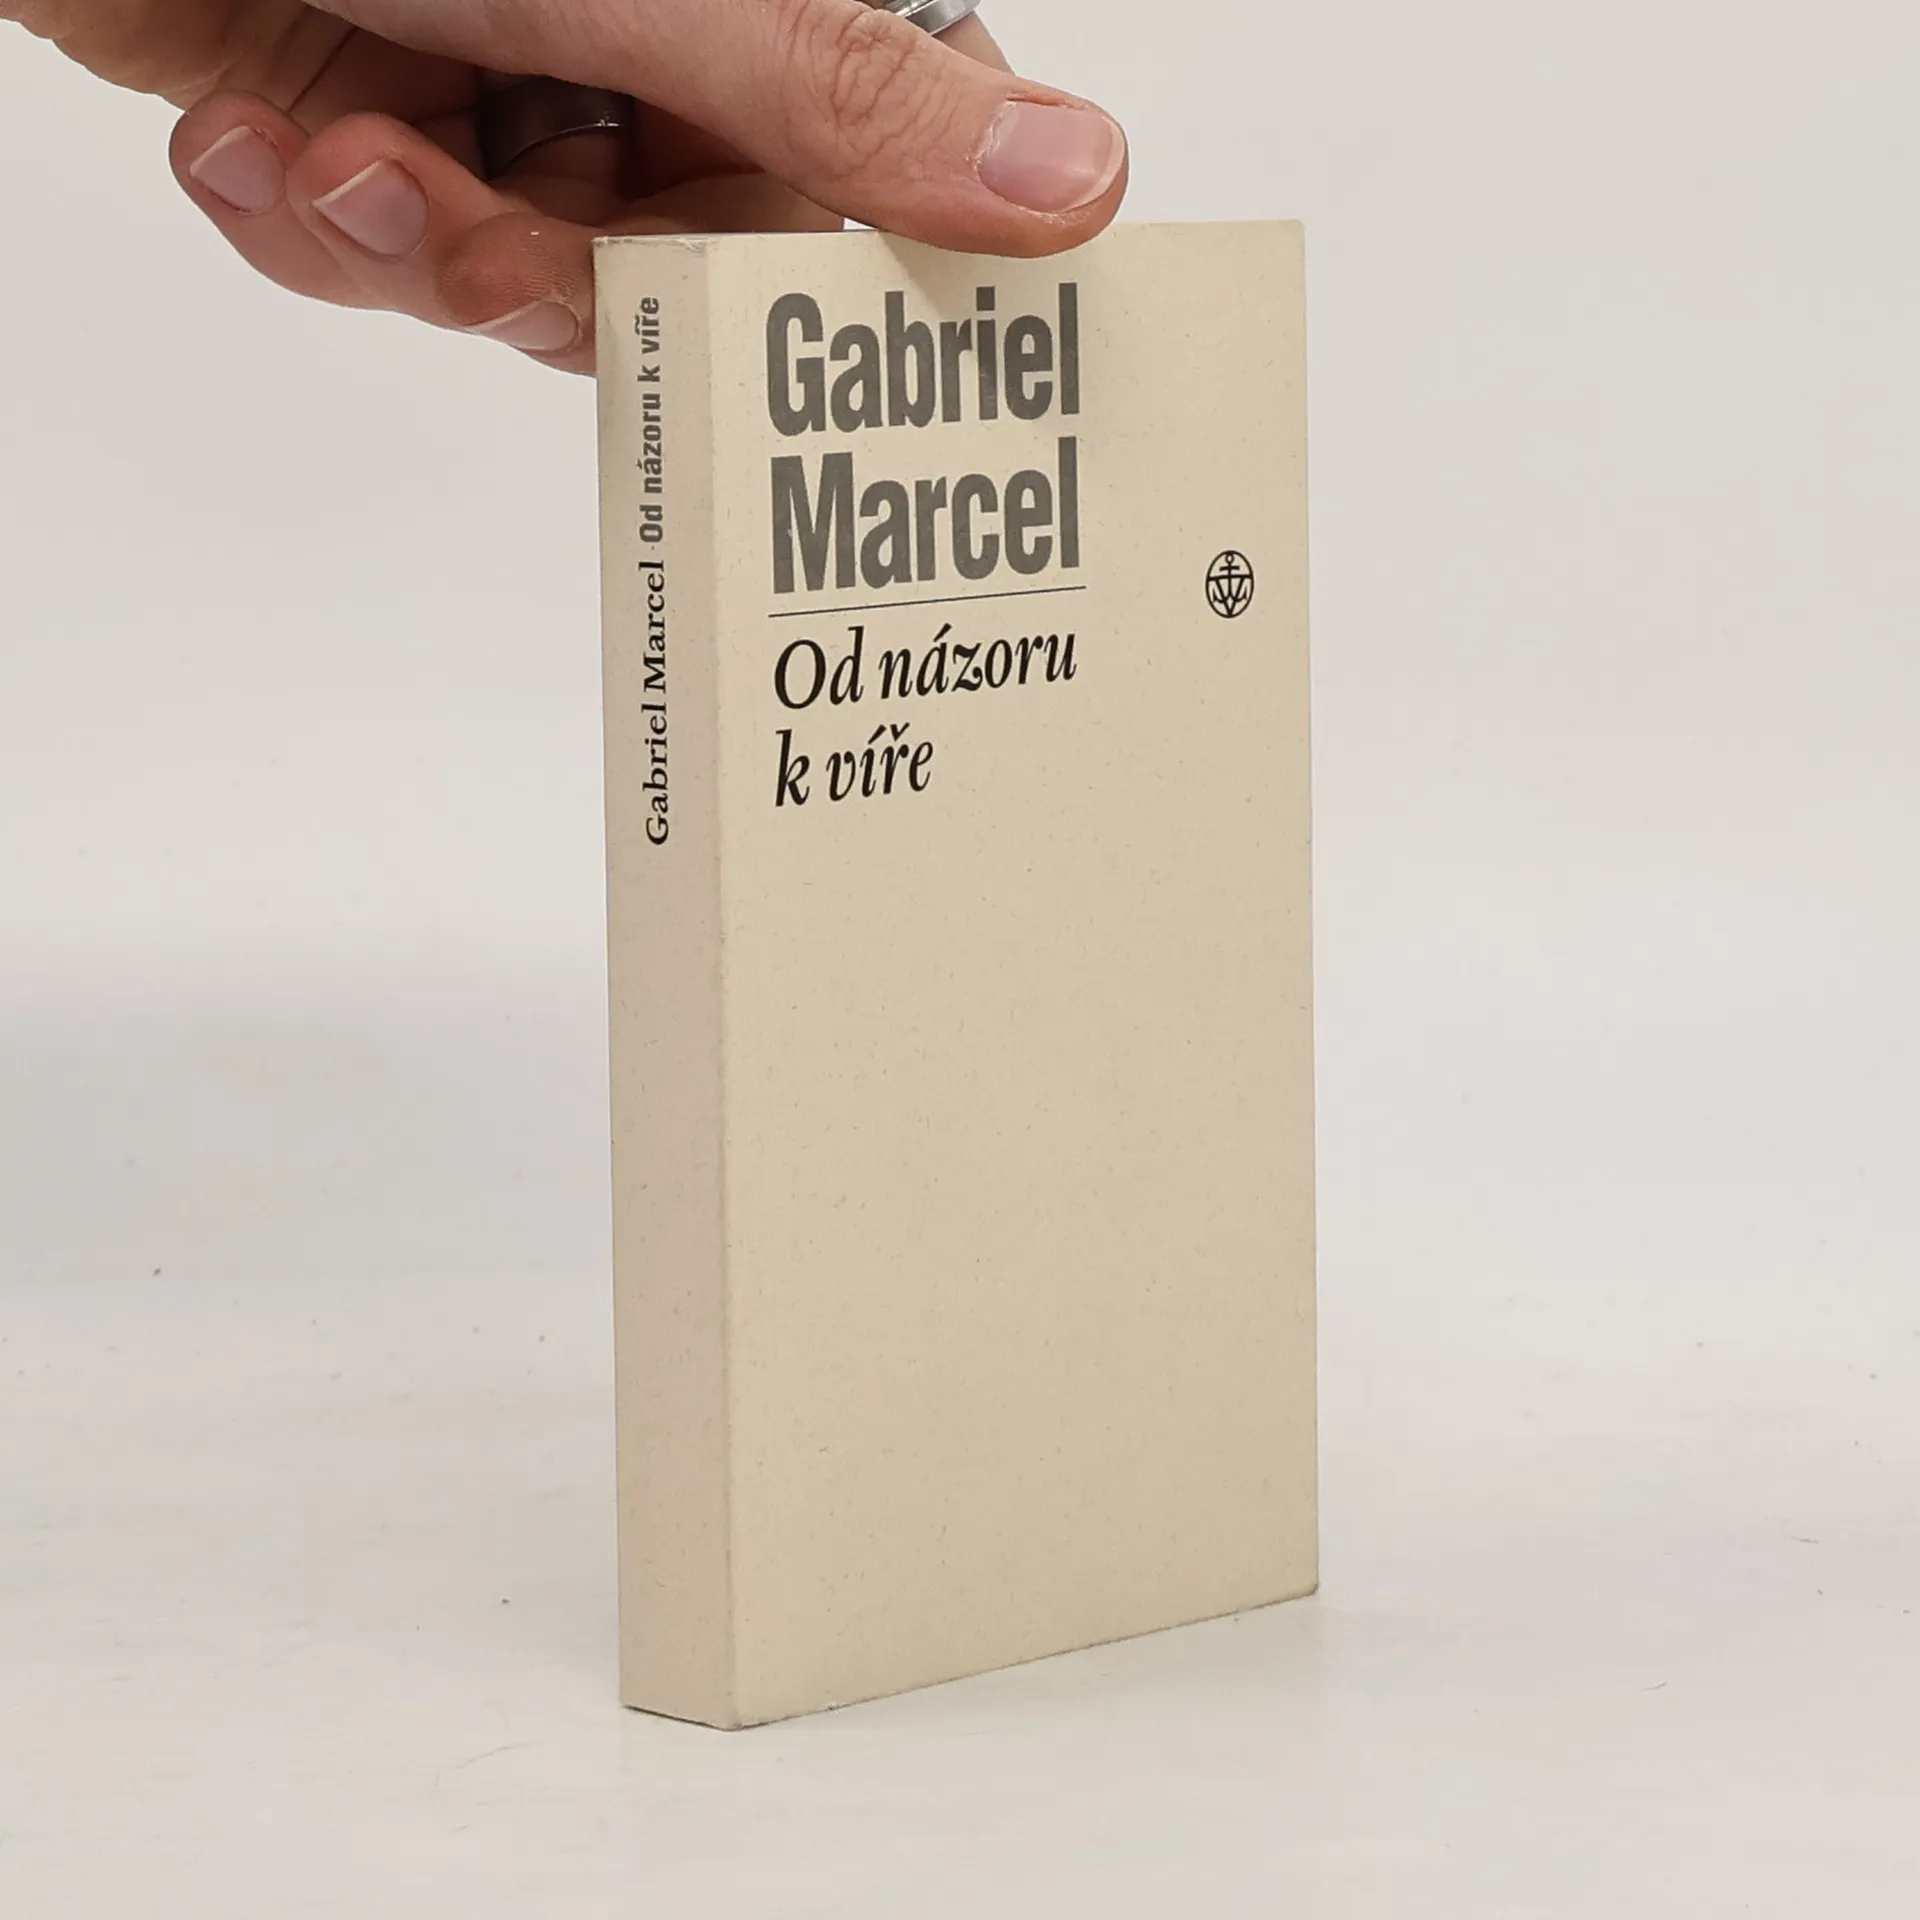 Gabriel Marcel · Od názoru k víře
Gabriel
Marcel
Od názoru
k víře